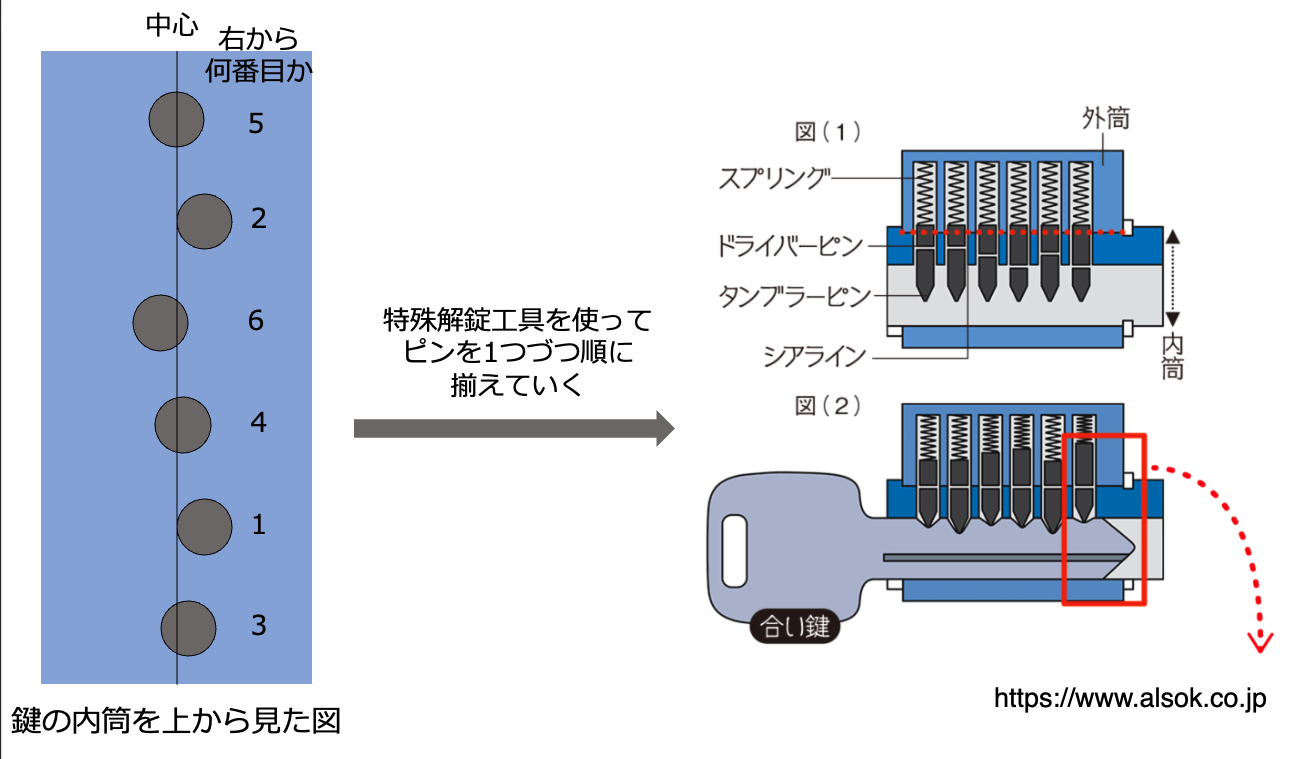 中心
右から
何番目か
5
2
6
4
1
3
鍵の内筒を上から見た図
特殊解錠工具を使って
ピンを1つづつ順に
揃えていく
図(1)
外筒
スプリング
ドライバーピン
タンブラーピン
シアライン
内筒
図(2)
合い鍵
https://www.alsok.co.jp